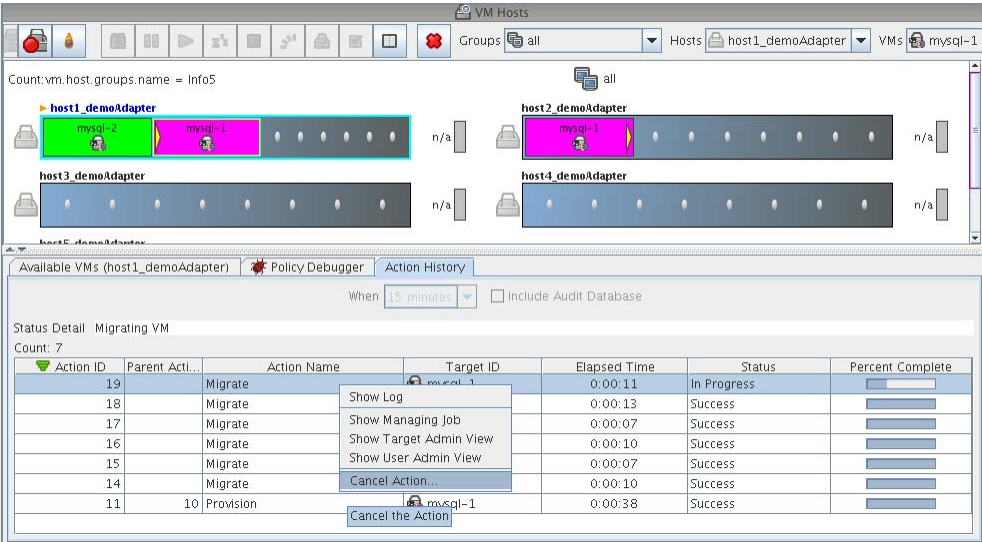 VM Hosts
Groups all Hosts host1_demoAdapter VMs mysql-1
Count:vm.host.groups.name = Info5 all
host1_demoAdapter host2_demoAdapter
mysql-2 mysql-1 n/a mysql-1 n/a
host3_demoAdapter host4_demoAdapter
n/a n/a
host5_demoAdapter
Available VMs (host1_demoAdapter) Policy Debugger Action History
When 15 minutes Include Audit Database
Status Detail Migrating VM
Count: 7
Action ID Parent Acti... Action Name Target ID Elapsed Time Status Percent Complete
19 Migrate mysql-1 0:00:11 In Progress
18 Migrate 0:00:13 Success
17 Migrate 0:00:07 Success
16 Migrate 0:00:10 Success
15 Migrate 0:00:07 Success
14 Migrate 0:00:10 Success
11 10 Provision mysql-1 0:00:38 Success
Show Log
Show Managing Job
Show Target Admin View
Show User Admin View
Cancel Action...
Cancel the Action